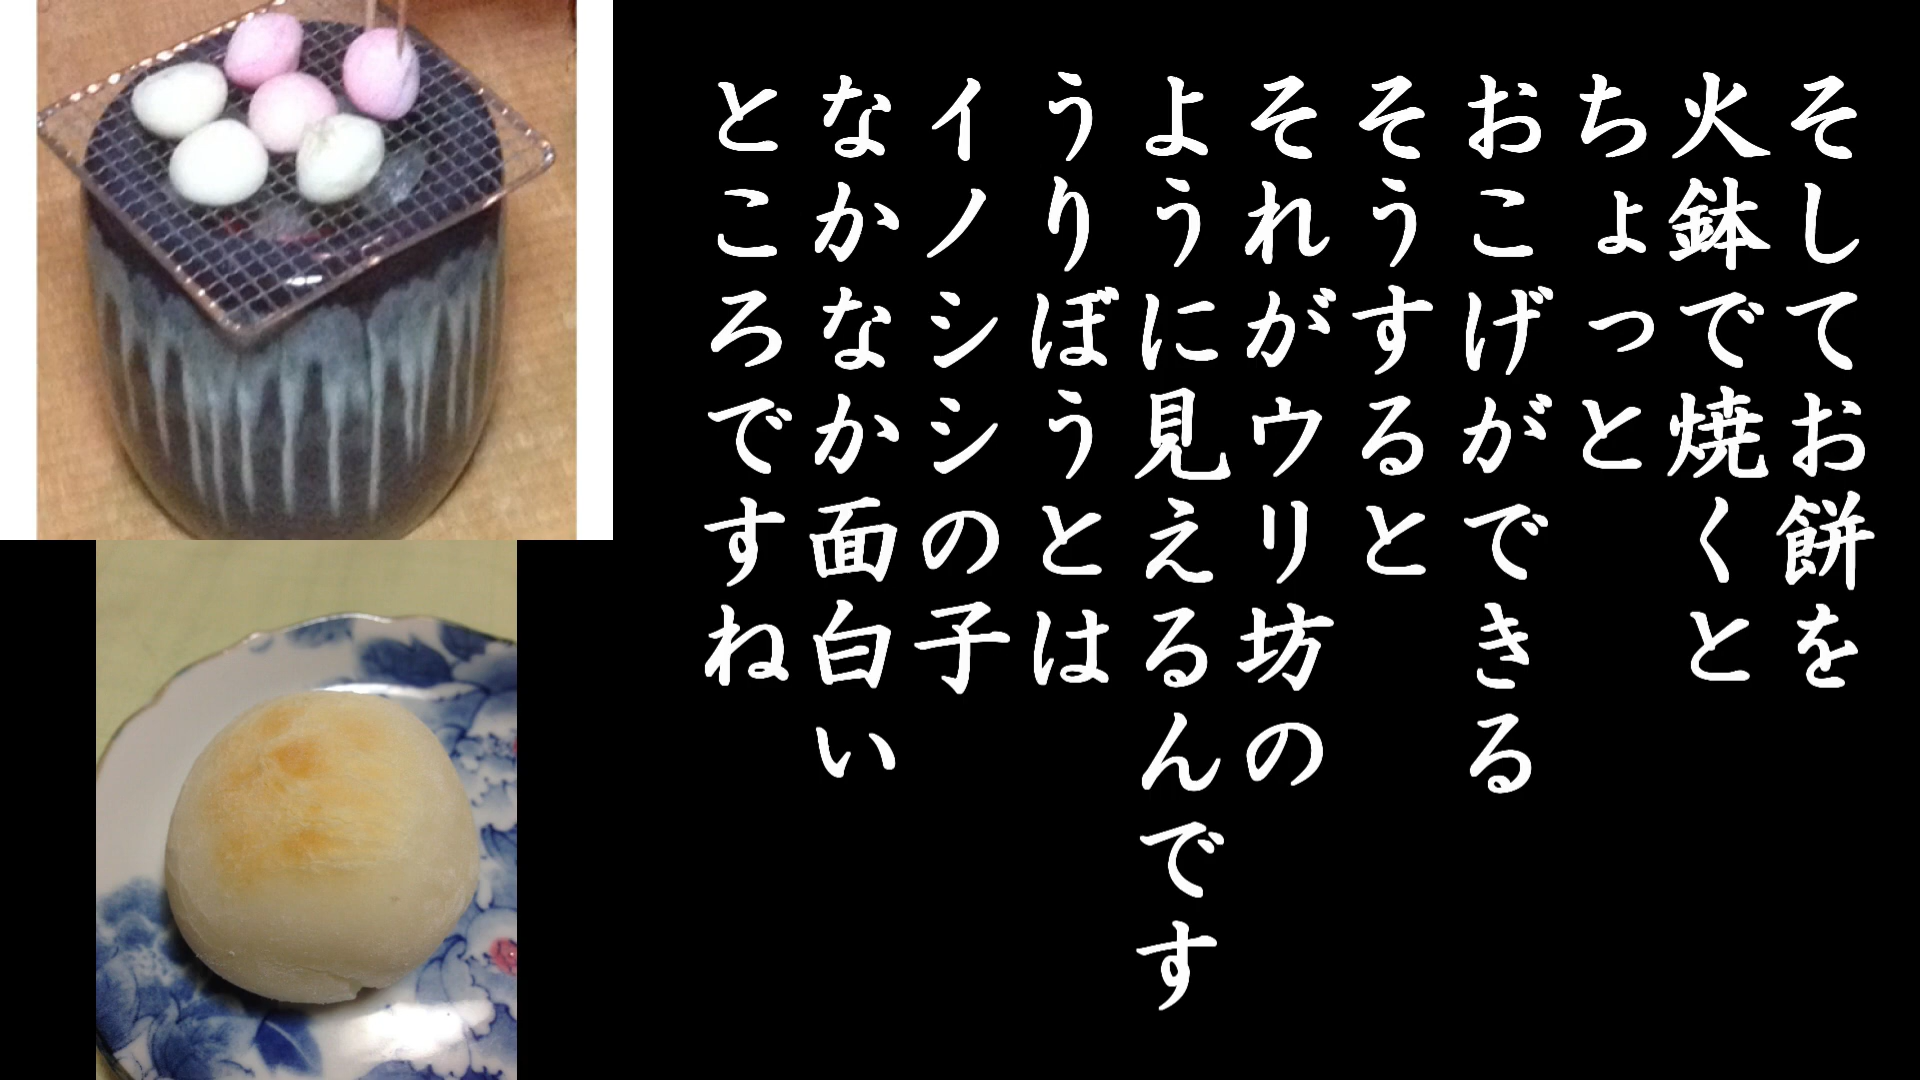 そしてお餅を
火鉢で焼くと
ちょっと
おこげができる
そうすると
それがウリ坊の
ように見えるんです
うりぼうとは
イノシシの子
なかなか面白い
ところですね